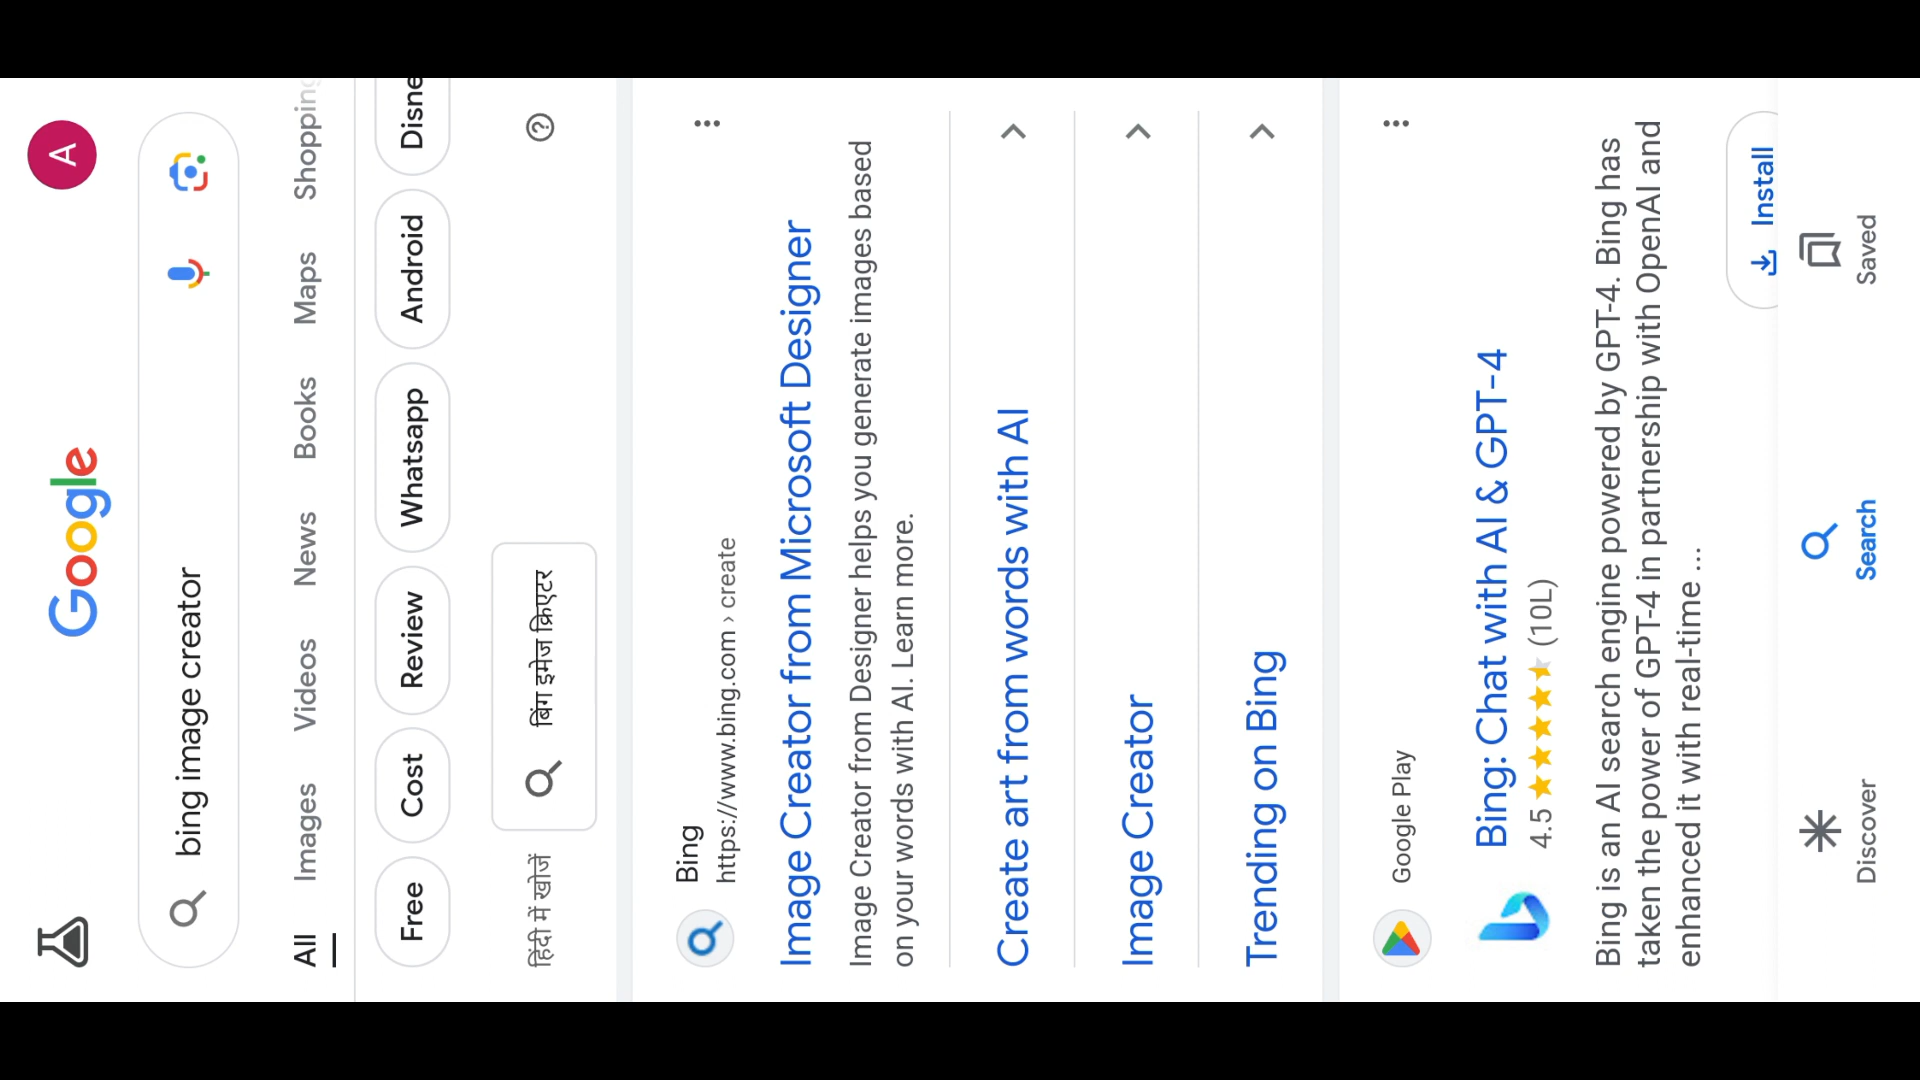 Google
A
bing image creator
All Images Videos News Books Maps Shopping
Free Cost Review Whatsapp Android Disne
हिंदी में खोजें बिंग इमेज क्रिएटर
Bing
https://www.bing.com › create
Image Creator from Microsoft Designer
Image Creator from Designer helps you generate images based
on your words with AI. Learn more.
Create art from words with AI
Image Creator
Trending on Bing
Google Play
Bing: Chat with AI & GPT-4
4.5 (10L)
Bing is an AI search engine powered by GPT-4. Bing has
taken the power of GPT-4 in partnership with OpenAI and
enhanced it with real-time ...
Install
Discover Search Saved